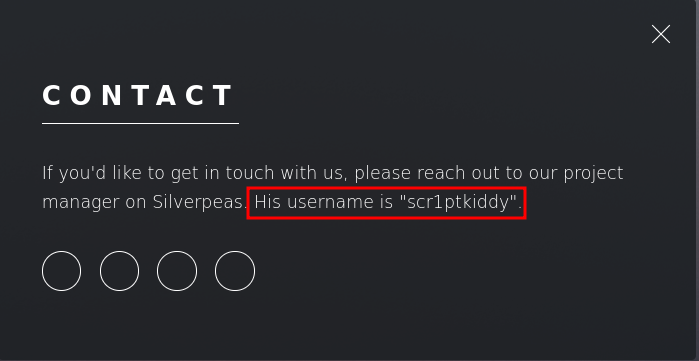 CONTACT
If you'd like to get in touch with us, please reach out to our project
manager on Silverpeas. His username is "scr1ptkiddy".